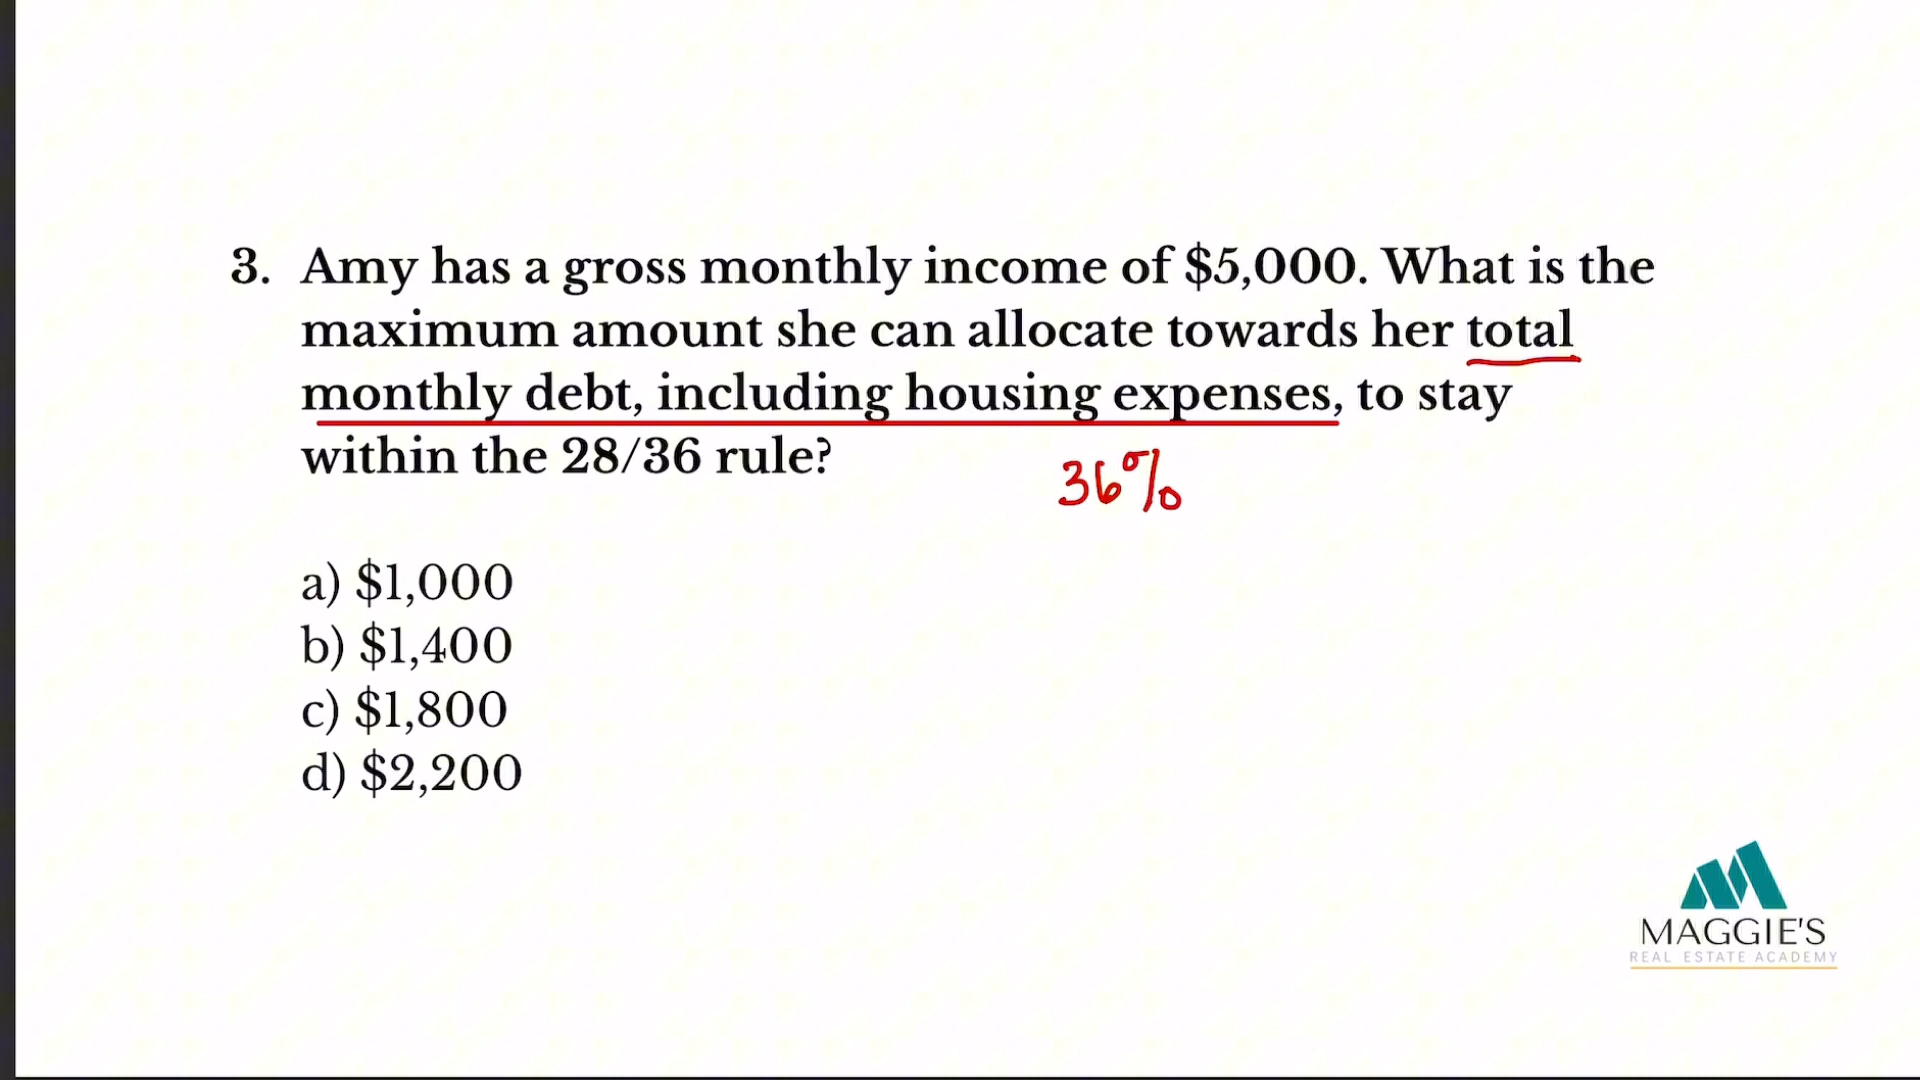 3. Amy has a gross monthly income of $5,000. What is the
maximum amount she can allocate towards her total
monthly debt, including housing expenses, to stay
within the 28/36 rule?
36%
a) $1,000
b) $1,400
c) $1,800
d) $2,200
MAGGIE'S
REAL ESTATE ACADEMY